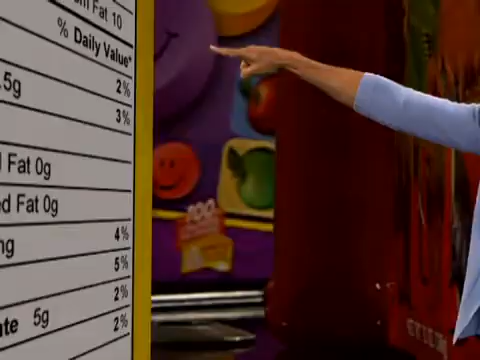 m Fat 10
% Daily Value*
2%
.5g
3%
Fat 0g
ed Fat 0g
4%
ng
5%
2%
ate 5g
2%
100